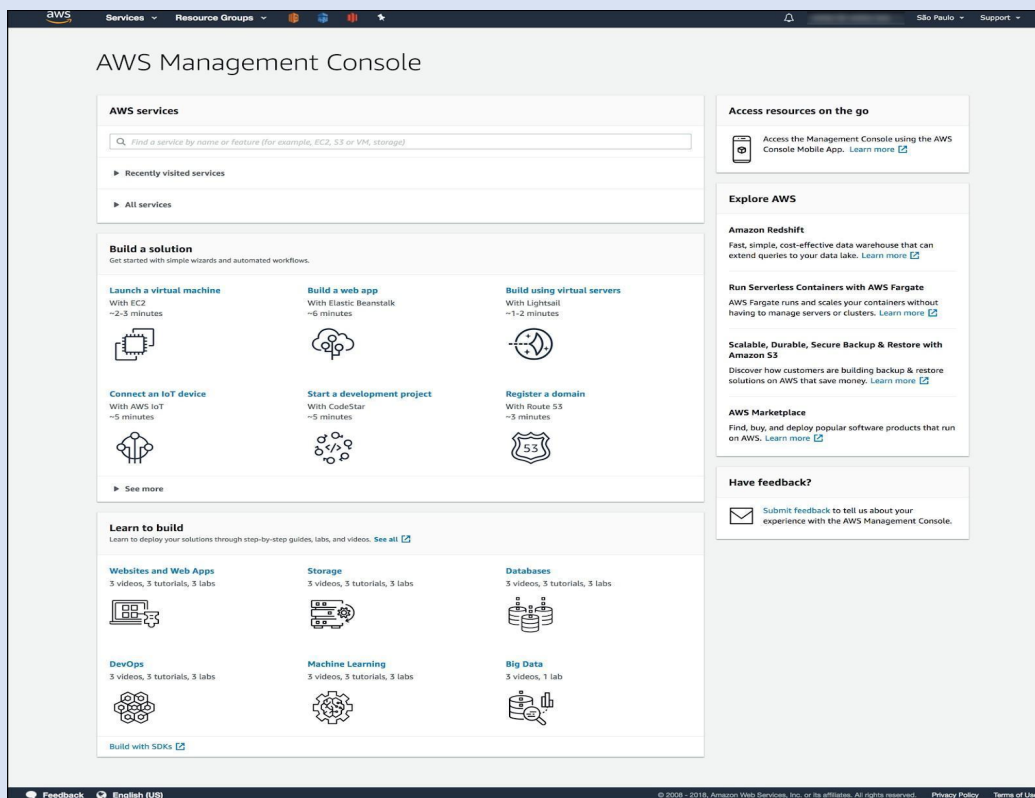 aws
Services
Resource Groups
São Paulo
Support
AWS Management Console
AWS services
Find a service by name or feature (for example, EC2, S3 or VM, storage)
Recently visited services
All services
Build a solution
Get started with simple wizards and automated workflows.
Launch a virtual machine
With EC2
~2-3 minutes
Build a web app
With Elastic Beanstalk
~6 minutes
Build using virtual servers
With Lightsail
~1-2 minutes
Connect an IoT device
With AWS IoT
~5 minutes
Start a development project
With CodeStar
~5 minutes
Register a domain
With Route 53
~3 minutes
53
See more
Learn to build
Learn to deploy your solutions through step-by-step guides, labs, and videos. See all
Websites and Web Apps
3 videos, 3 tutorials, 3 labs
Storage
3 videos, 3 tutorials, 3 labs
Databases
3 videos, 3 tutorials, 3 labs
DevOps
3 videos, 3 tutorials, 3 labs
Machine Learning
3 videos, 3 tutorials, 3 labs
Big Data
3 videos, 1 lab
Build with SDKs
Access resources on the go
Access the Management Console using the AWS
Console Mobile App. Learn more
Explore AWS
Amazon Redshift
Fast, simple, cost-effective data warehouse that can
extend queries to your data lake. Learn more
Run Serverless Containers with AWS Fargate
AWS Fargate runs and scales your containers without
having to manage servers or clusters. Learn more
Scalable, Durable, Secure Backup & Restore with
Amazon S3
Discover how customers are building backup & restore
solutions on AWS that save money. Learn more
AWS Marketplace
Find, buy, and deploy popular software products that run
on AWS. Learn more
Have feedback?
Submit feedback to tell us about your
experience with the AWS Management Console.
Feedback
English (US)
© 2008 - 2018, Amazon Web Services, Inc. or its affiliates. All rights reserved.
Privacy Policy
Terms of Us